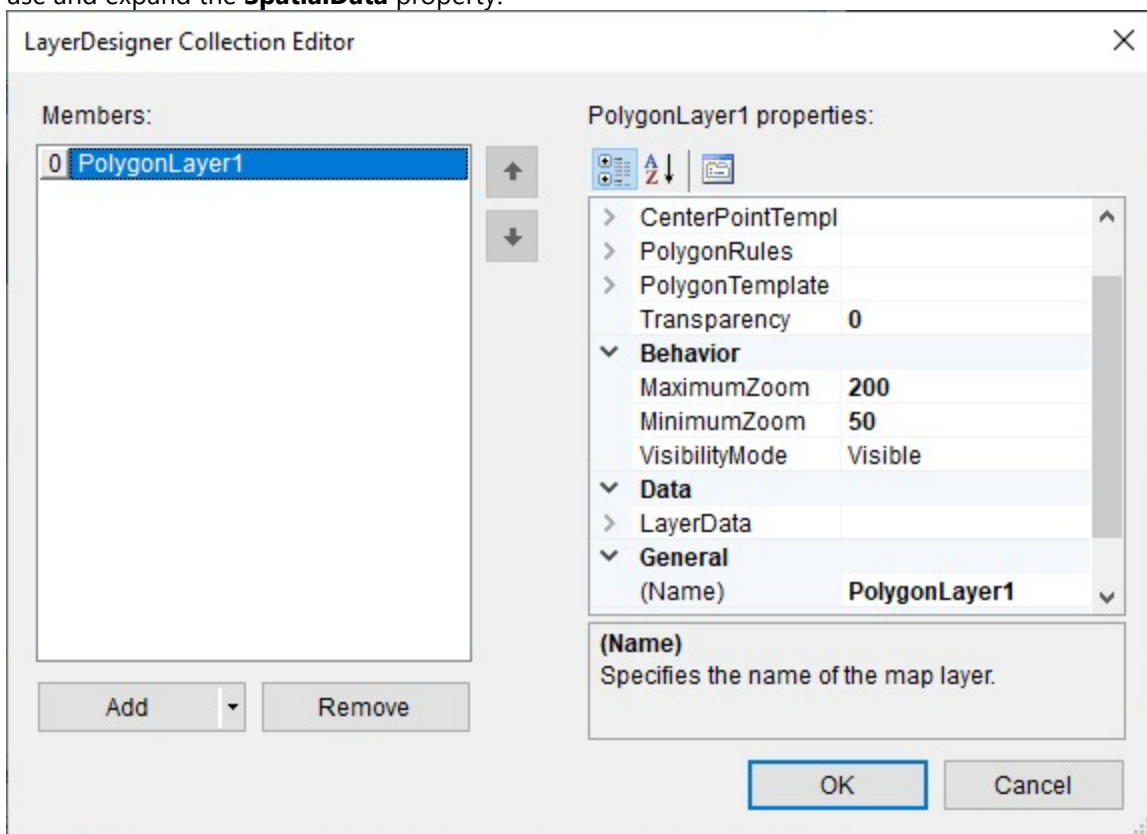 use and expand the SpatialData property.
LayerDesigner Collection Editor
Members:
0 PolygonLayer1
Add
Remove
PolygonLayer1 properties:
CenterPointTempl
PolygonRules
PolygonTemplate
Transparency 0
Behavior
MaximumZoom 200
MinimumZoom 50
VisibilityMode Visible
Data
LayerData
General
(Name) PolygonLayer1
(Name)
Specifies the name of the map layer.
OK
Cancel